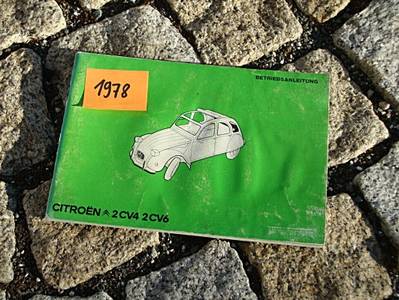 BETRIEBSANLEITUNG
1978
CITROËN 2CV4 2CV6